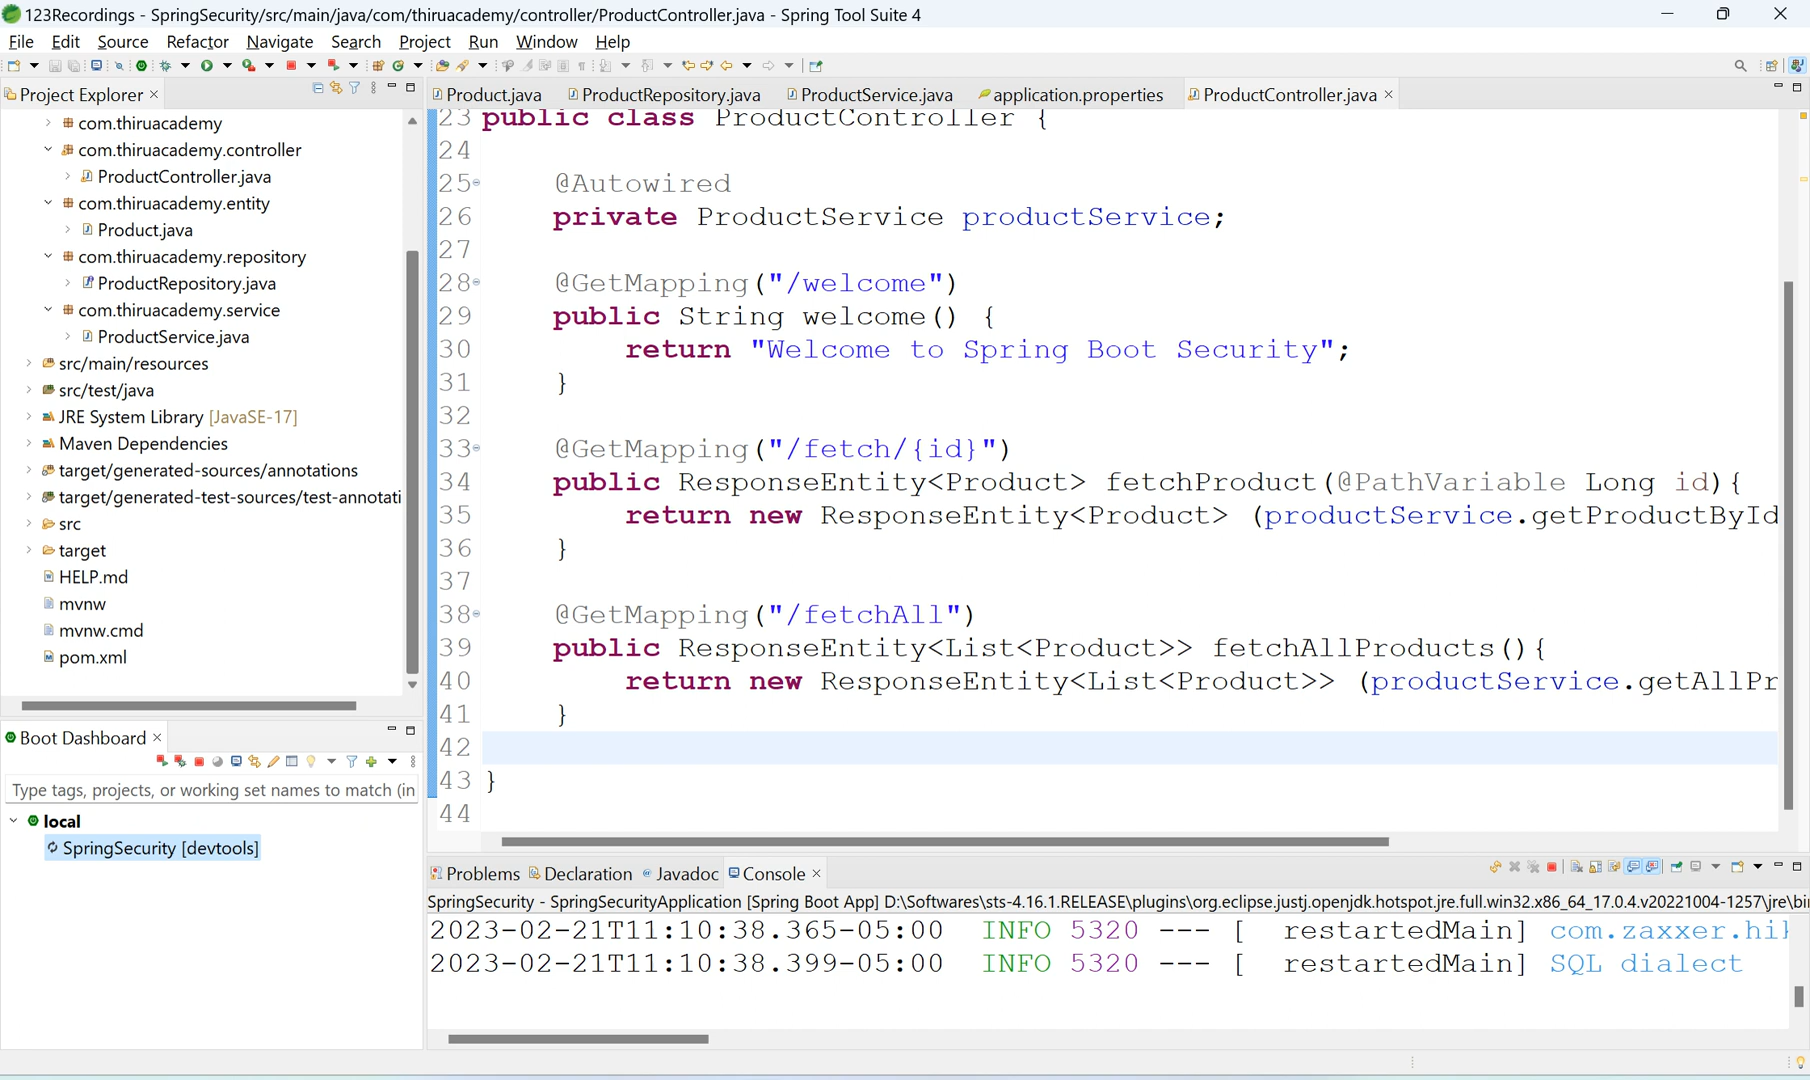 123Recordings - SpringSecurity/src/main/java/com/thiruacademy/controller/ProductController.java - Spring Tool Suite 4
File Edit Source Refactor Navigate Search Project Run Window Help
Project Explorer
com.thiruacademy
com.thiruacademy.controller
ProductController.java
com.thiruacademy.entity
Product.java
com.thiruacademy.repository
ProductRepository.java
com.thiruacademy.service
ProductService.java
src/main/resources
src/test/java
JRE System Library [JavaSE-17]
Maven Dependencies
target/generated-sources/annotations
target/generated-test-sources/test-annotati
src
target
HELP.md
mvnw
mvnw.cmd
pom.xml
Boot Dashboard
Type tags, projects, or working set names to match (in
local
SpringSecurity [devtools]
Product.java ProductRepository.java ProductService.java application.properties ProductController.java
23 public class ProductController {
24
25 @Autowired
26 private ProductService productService;
27
28 @GetMapping("/welcome")
29 public String welcome() {
30 return "Welcome to Spring Boot Security";
31 }
32
33 @GetMapping("/fetch/{id}")
34 public ResponseEntity<Product> fetchProduct(@PathVariable Long id){
35 return new ResponseEntity<Product> (productService.getProductById
36 }
37
38 @GetMapping("/fetchAll")
39 public ResponseEntity<List<Product>> fetchAllProducts(){
40 return new ResponseEntity<List<Product>> (productService.getAllPr
41 }
42
43 }
44
Problems Declaration Javadoc Console
SpringSecurity - SpringSecurityApplication [Spring Boot App] D:\Softwares\sts-4.16.1.RELEASE\plugins\org.eclipse.justj.openjdk.hotspot.jre.full.win32.x86_64_17.0.4.v20221004-1257\jre\bi
2023-02-21T11:10:38.365-05:00 INFO 5320 --- [ restartedMain] com.zaxxer.hi
2023-02-21T11:10:38.399-05:00 INFO 5320 --- [ restartedMain] SQL dialect